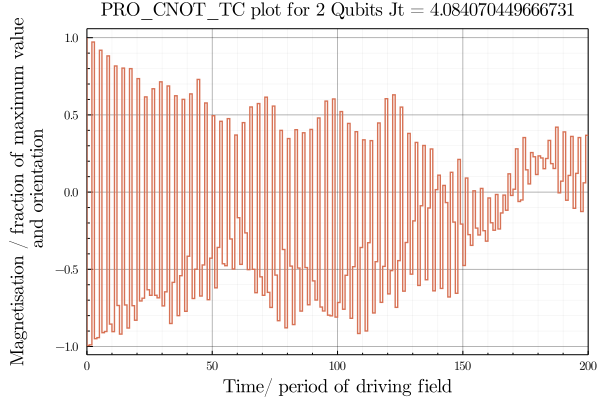 PRO_CNOT_TC plot for 2 Qubits Jt = 4.084070449666731
Magnetisation / fraction of maximum value
and orientation
1.0
0.5
0.0
−0.5
−1.0
0
50
100
150
200
Time/ period of driving field